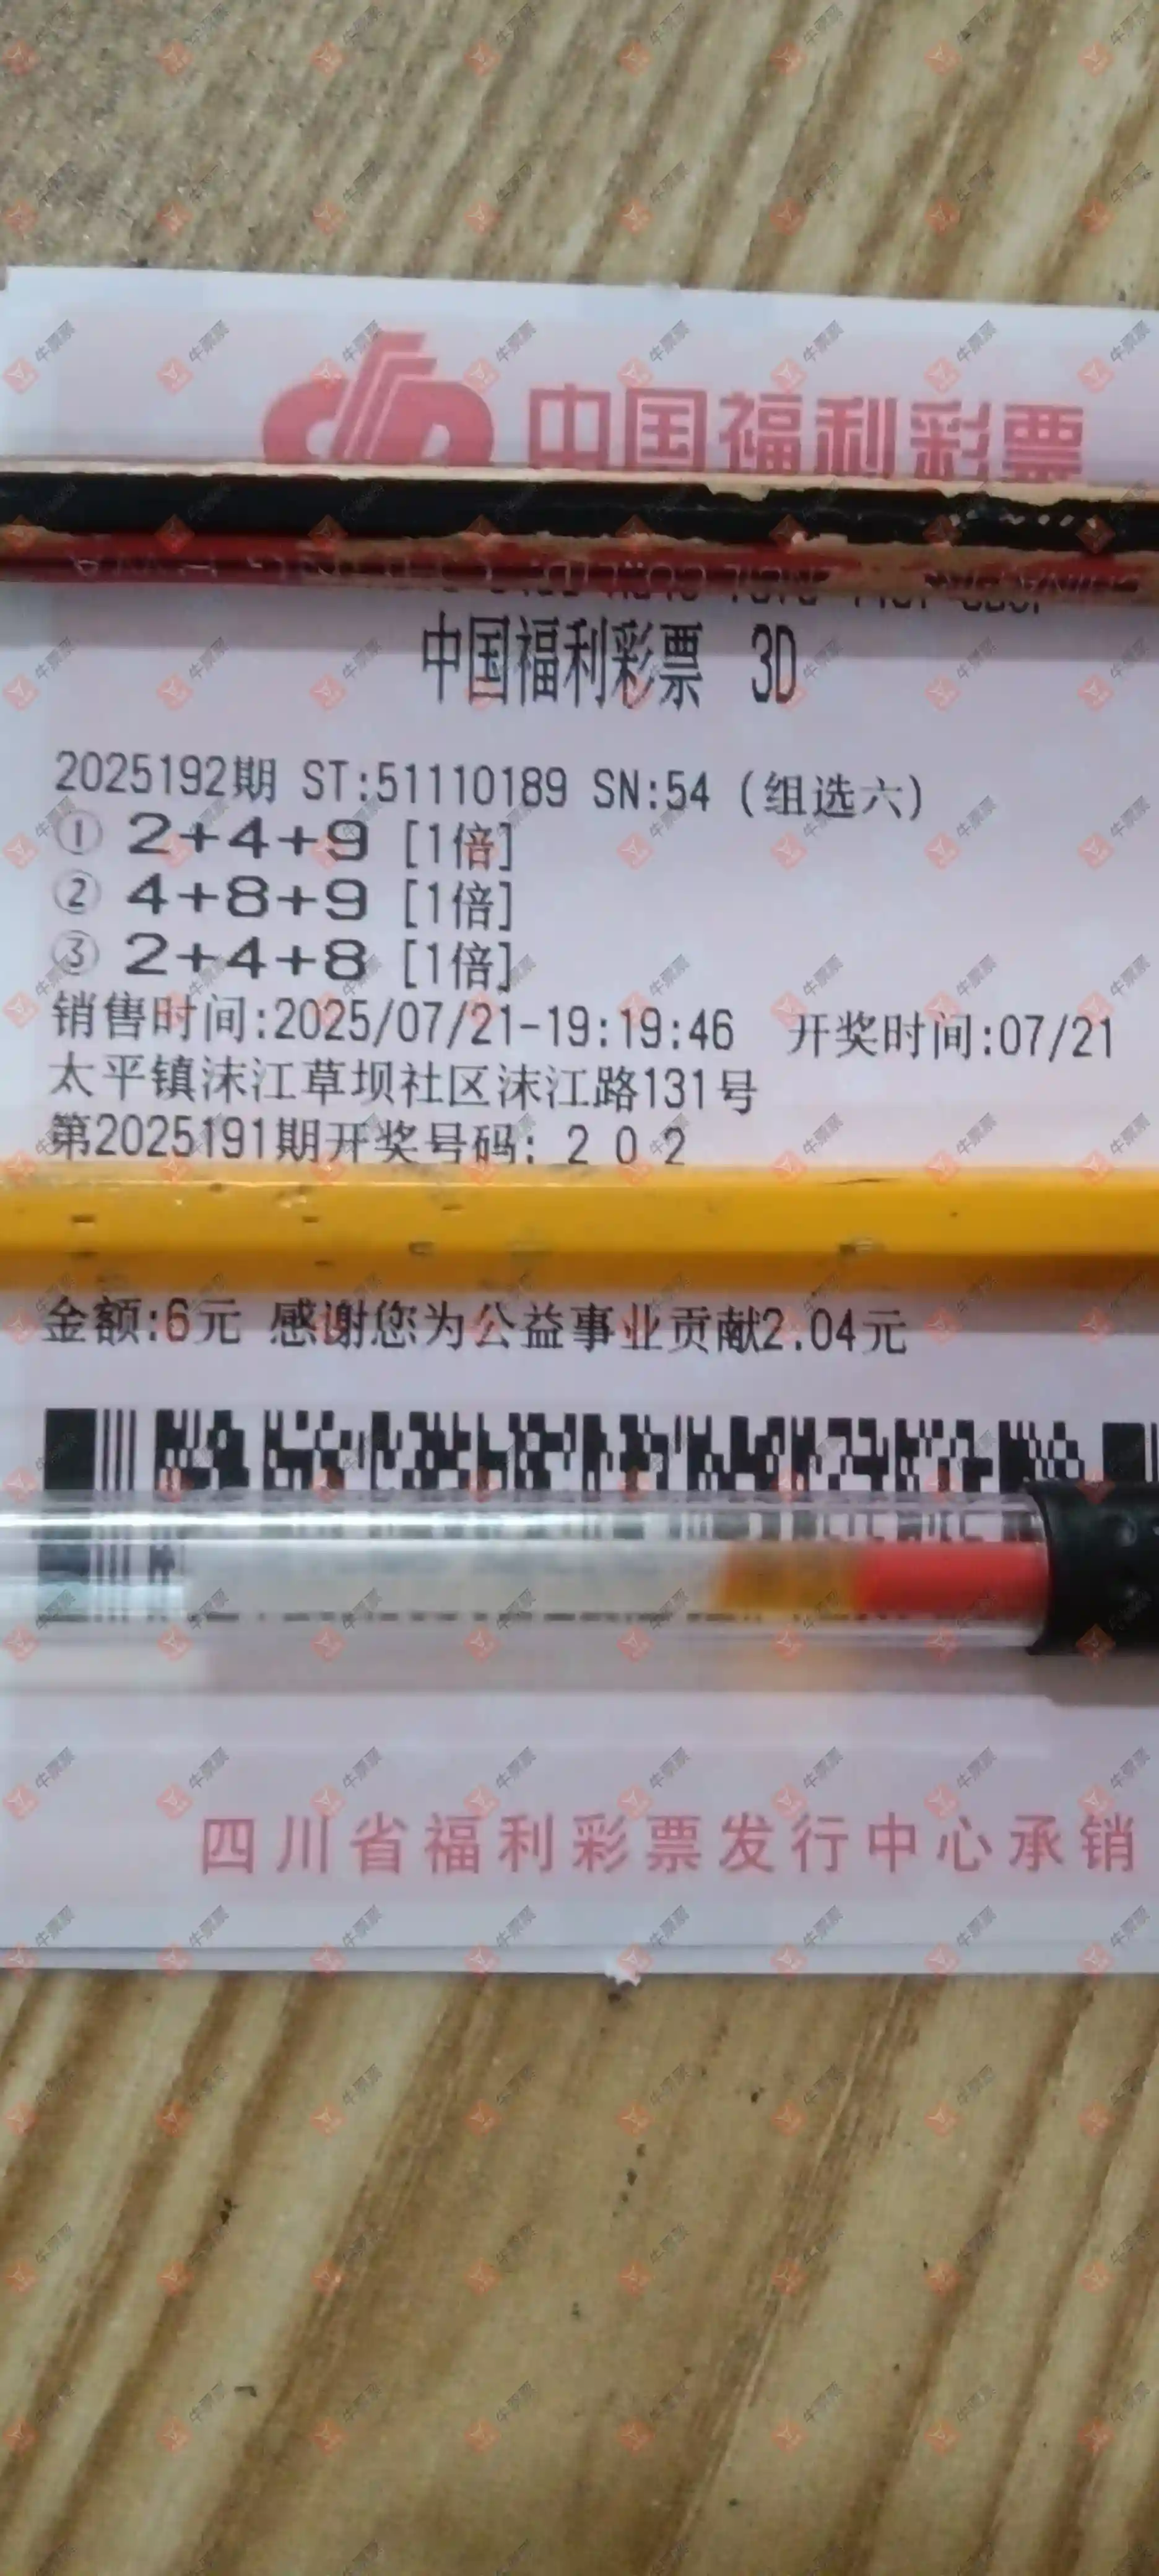 中国福利彩票
中国福利彩票 3D
2025192期 ST:51110189 SN:54 (组选六)
① 2+4+9 [1倍]
② 4+8+9 [1倍]
③ 2+4+8 [1倍]
销售时间:2025/07/21-19:19:46 开奖时间:07/21
太平镇沫江草坝社区沫江路131号
第2025191期开奖号码: 2 0 2
金额:6元 感谢您为公益事业贡献2.04元
四川省福利彩票发行中心承销
牛票票